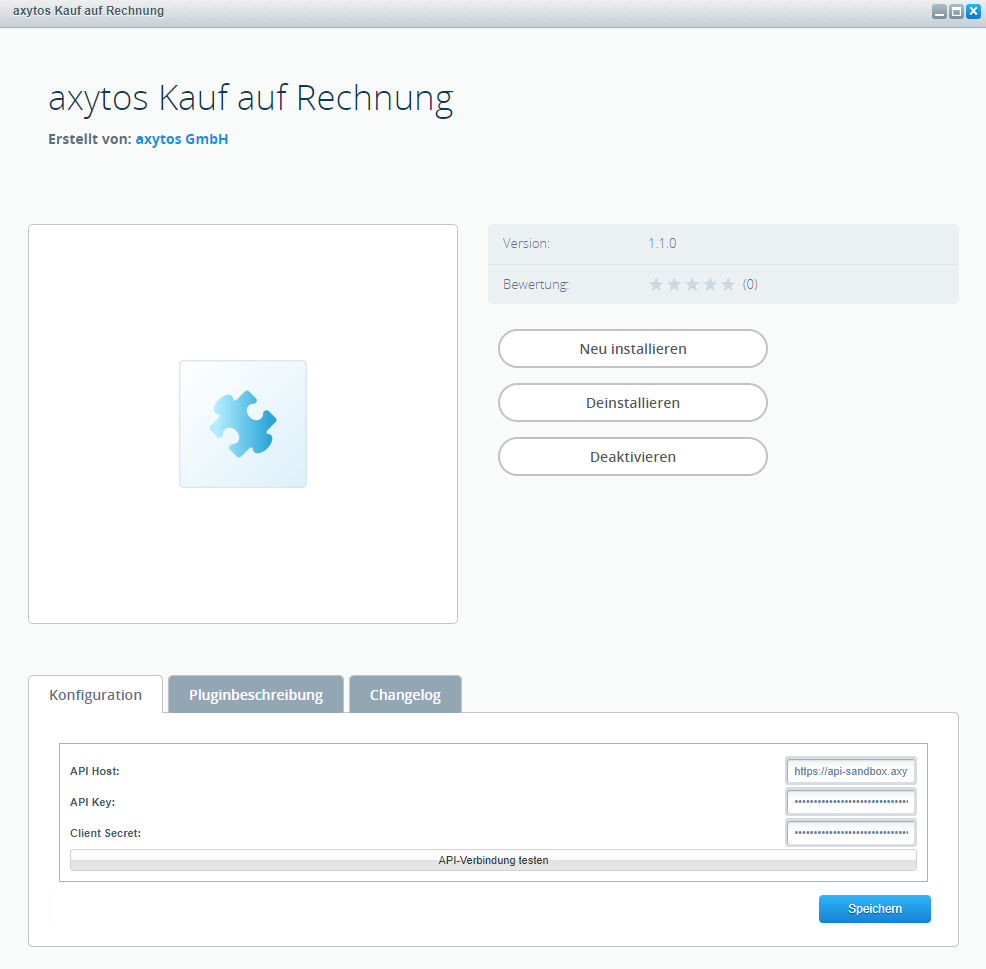 axytos Kauf auf Rechnung
axytos Kauf auf Rechnung
Erstellt von: axytos GmbH
Version: 1.1.0
Bewertung: (0)
Neu installieren
Deinstallieren
Deaktivieren
Konfiguration Pluginbeschreibung Changelog
API Host: https://api-sandbox.axy
API Key:
Client Secret:
API-Verbindung testen
Speichern